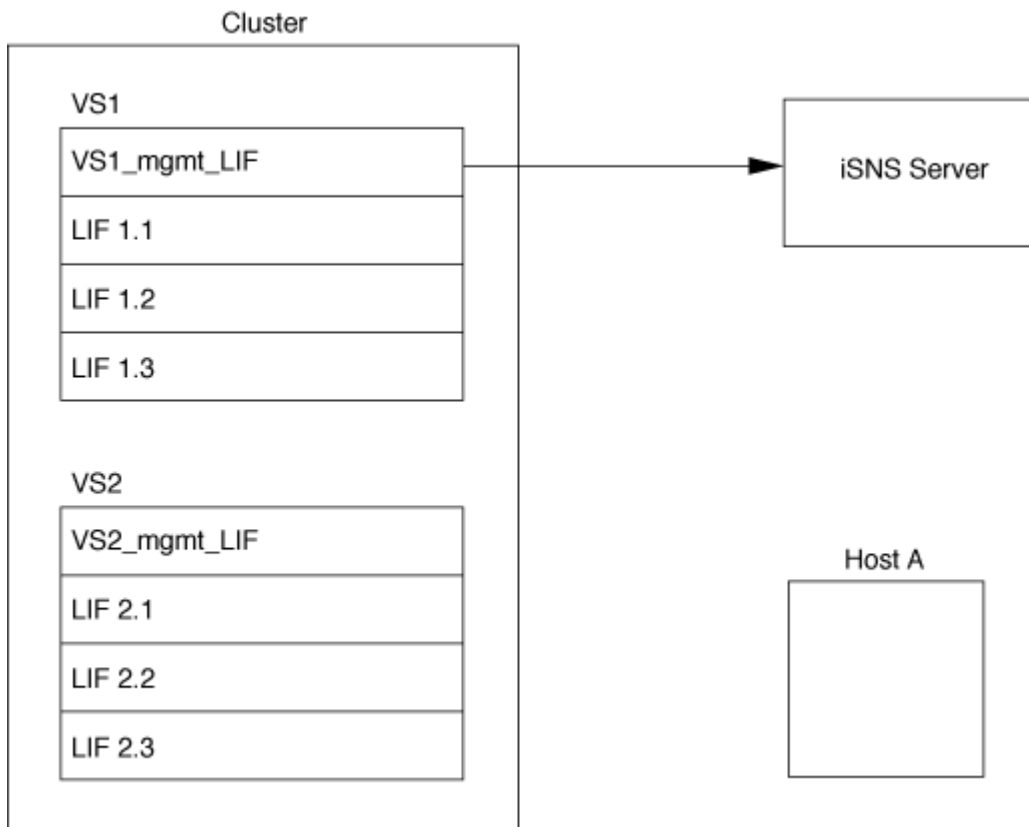 Cluster
VS1
VS1_mgmt_LIF
LIF 1.1
LIF 1.2
LIF 1.3
iSNS Server
VS2
VS2_mgmt_LIF
LIF 2.1
LIF 2.2
LIF 2.3
Host A